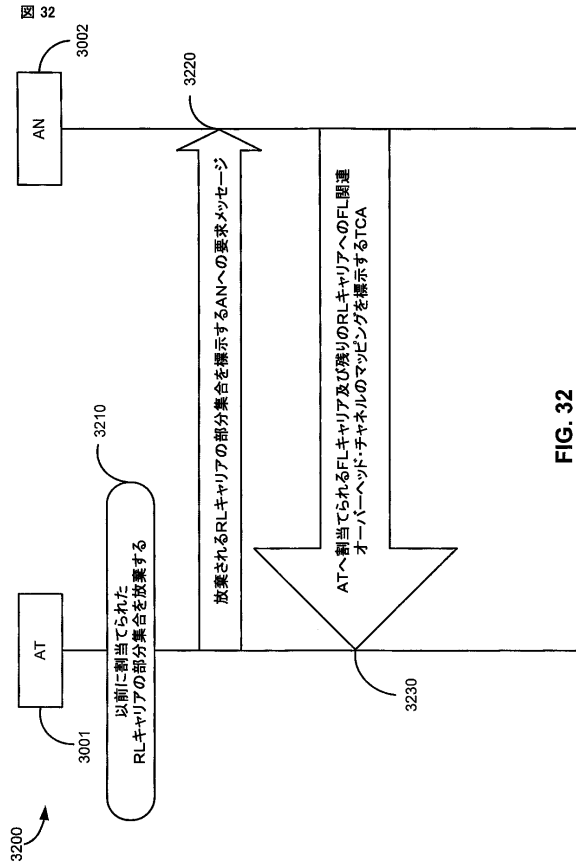 図 32
3200
3001
AT
3002
AN
以前に割当てられた
RLキャリアの部分集合を放棄する
3210
放棄されるRLキャリアの部分集合を標示するANへの要求メッセージ
3220
ATへ割当てられるFLキャリア及び残りのRLキャリアへのFL関連
オーバーヘッド・チャネルのマッピングを標示するTCA
3230
FIG. 32